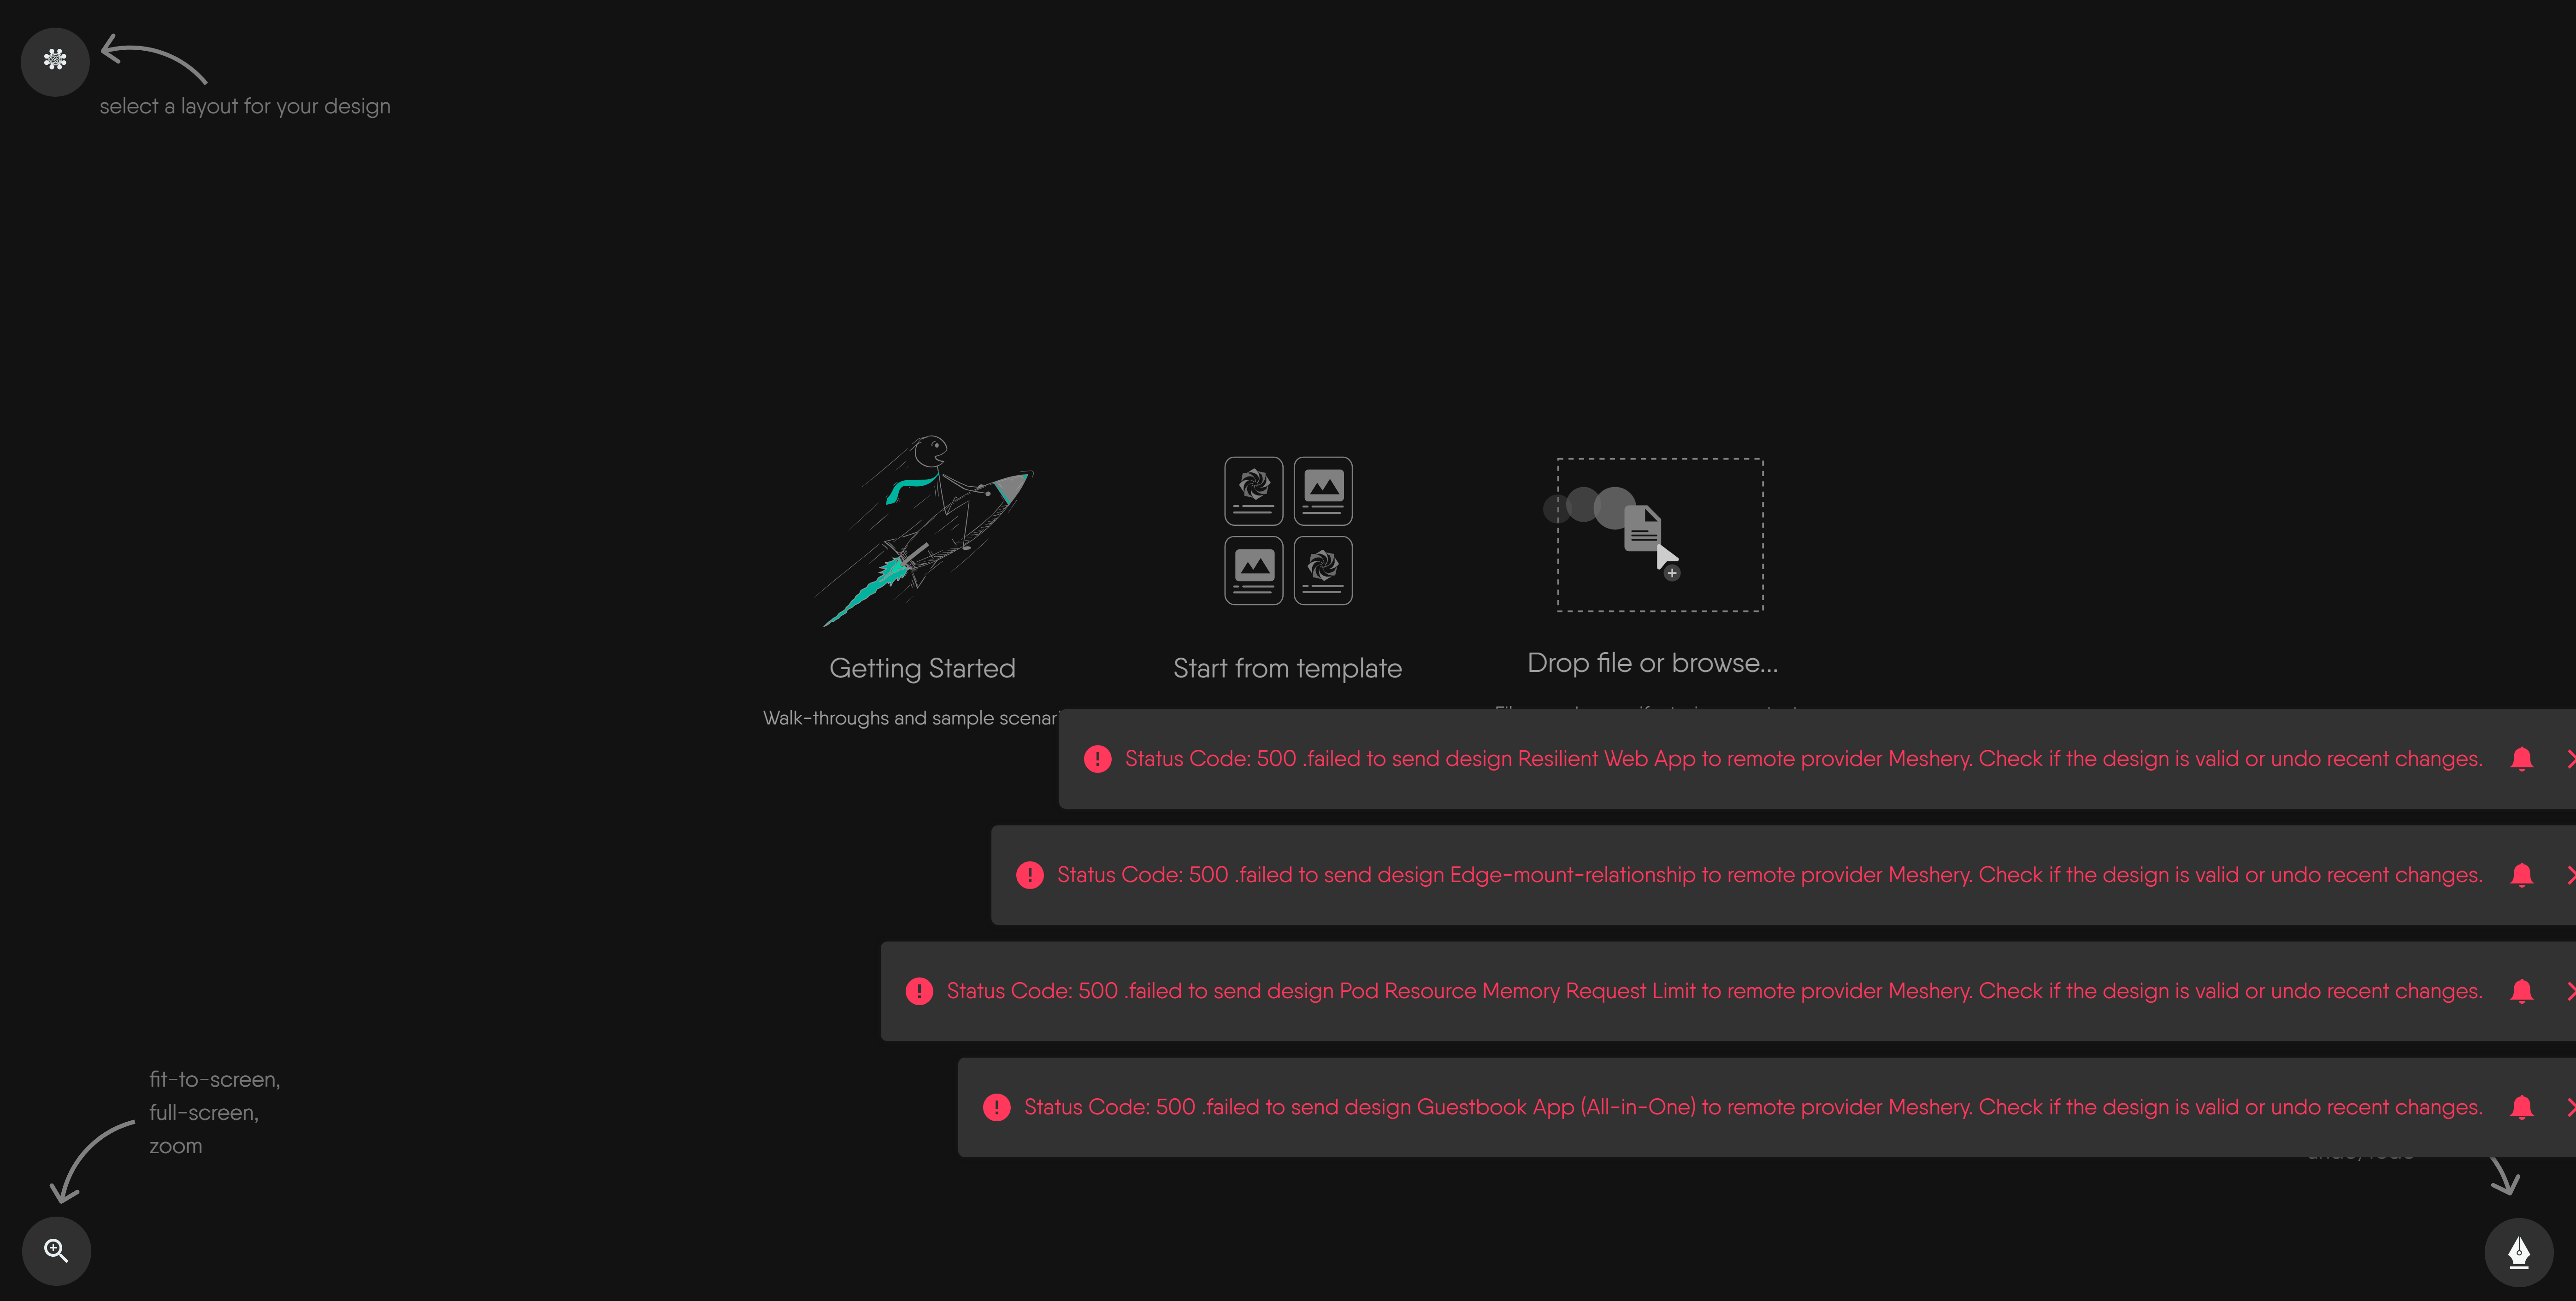 select a layout for your design
Getting Started
Start from template
Drop file or browse...
Walk-throughs and sample
Status Code: 500 .failed to send design Resilient Web App to remote provider Meshery. Check if the design is valid or undo recent changes.
Status Code: 500 .failed to send design Edge-mount-relationship to remote provider Meshery. Check if the design is valid or undo recent changes.
Status Code: 500 .failed to send design Pod Resource Memory Request Limit to remote provider Meshery. Check if the design is valid or undo recent changes.
Status Code: 500 .failed to send design Guestbook App (All-in-One) to remote provider Meshery. Check if the design is valid or undo recent changes.
fit-to-screen,
full-screen,
zoom